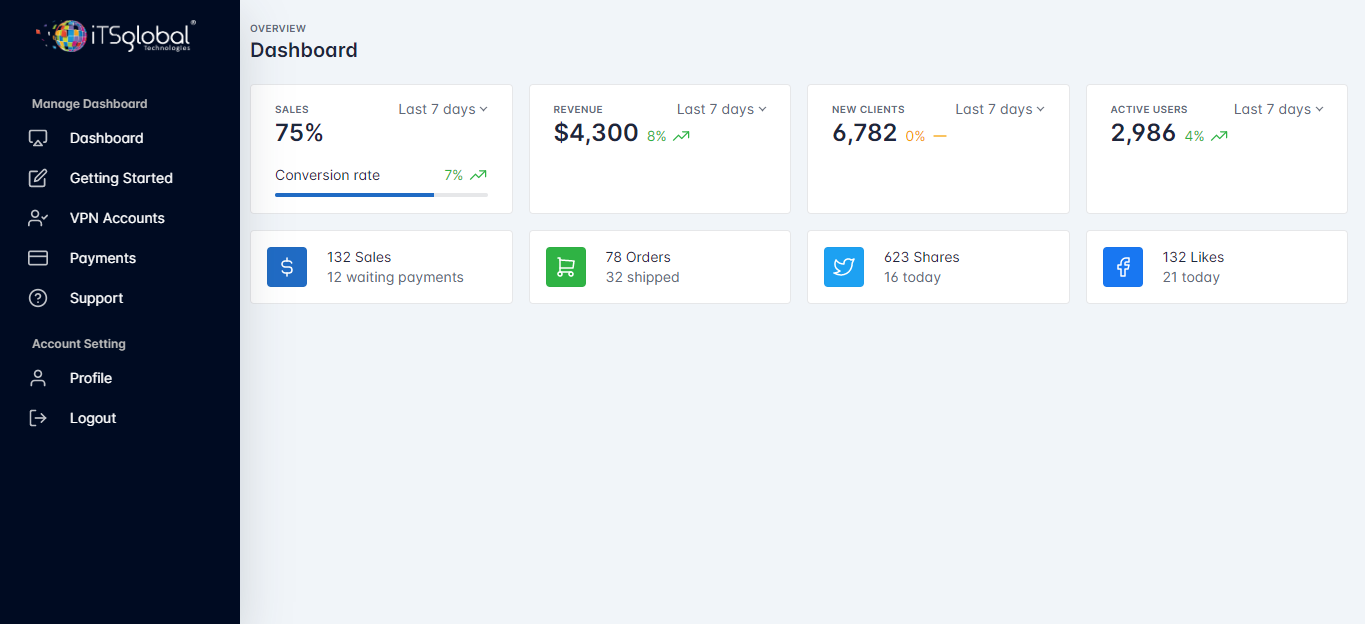 iTSglobal®
Technologies
Manage Dashboard
Dashboard
Getting Started
VPN Accounts
Payments
Support
Account Setting
Profile
Logout
OVERVIEW
Dashboard
SALES Last 7 days
75%
Conversion rate 7%
REVENUE Last 7 days
$4,300 8%
NEW CLIENTS Last 7 days
6,782 0%
ACTIVE USERS Last 7 days
2,986 4%
132 Sales
12 waiting payments
78 Orders
32 shipped
623 Shares
16 today
132 Likes
21 today